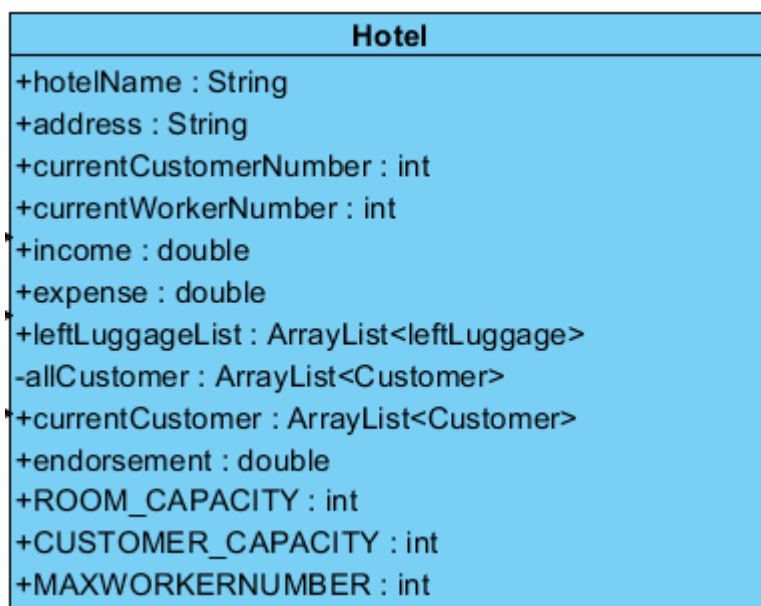 Hotel
+hotelName : String
+address : String
+currentCustomerNumber : int
+currentWorkerNumber : int
+income : double
+expense : double
+leftLuggageList : ArrayList<leftLuggage>
-allCustomer : ArrayList<Customer>
+currentCustomer : ArrayList<Customer>
+endorsement : double
+ROOM_CAPACITY : int
+CUSTOMER_CAPACITY : int
+MAXWORKERNUMBER : int